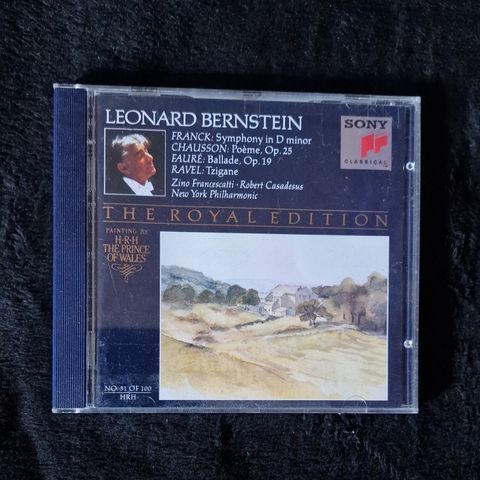 LEONARD BERNSTEIN
FRANCK: Symphony in D minor
CHAUSSON: Poème, Op. 25
FAURÉ: Ballade, Op. 19
RAVEL: Tzigane
Zino Francescatti · Robert Casadesus
New York Philharmonic
SONY
CLASSICAL
THE ROYAL EDITION
PAINTING BY
H·R·H
THE PRINCE
OF WALES
NO. 31 OF 100
HRH